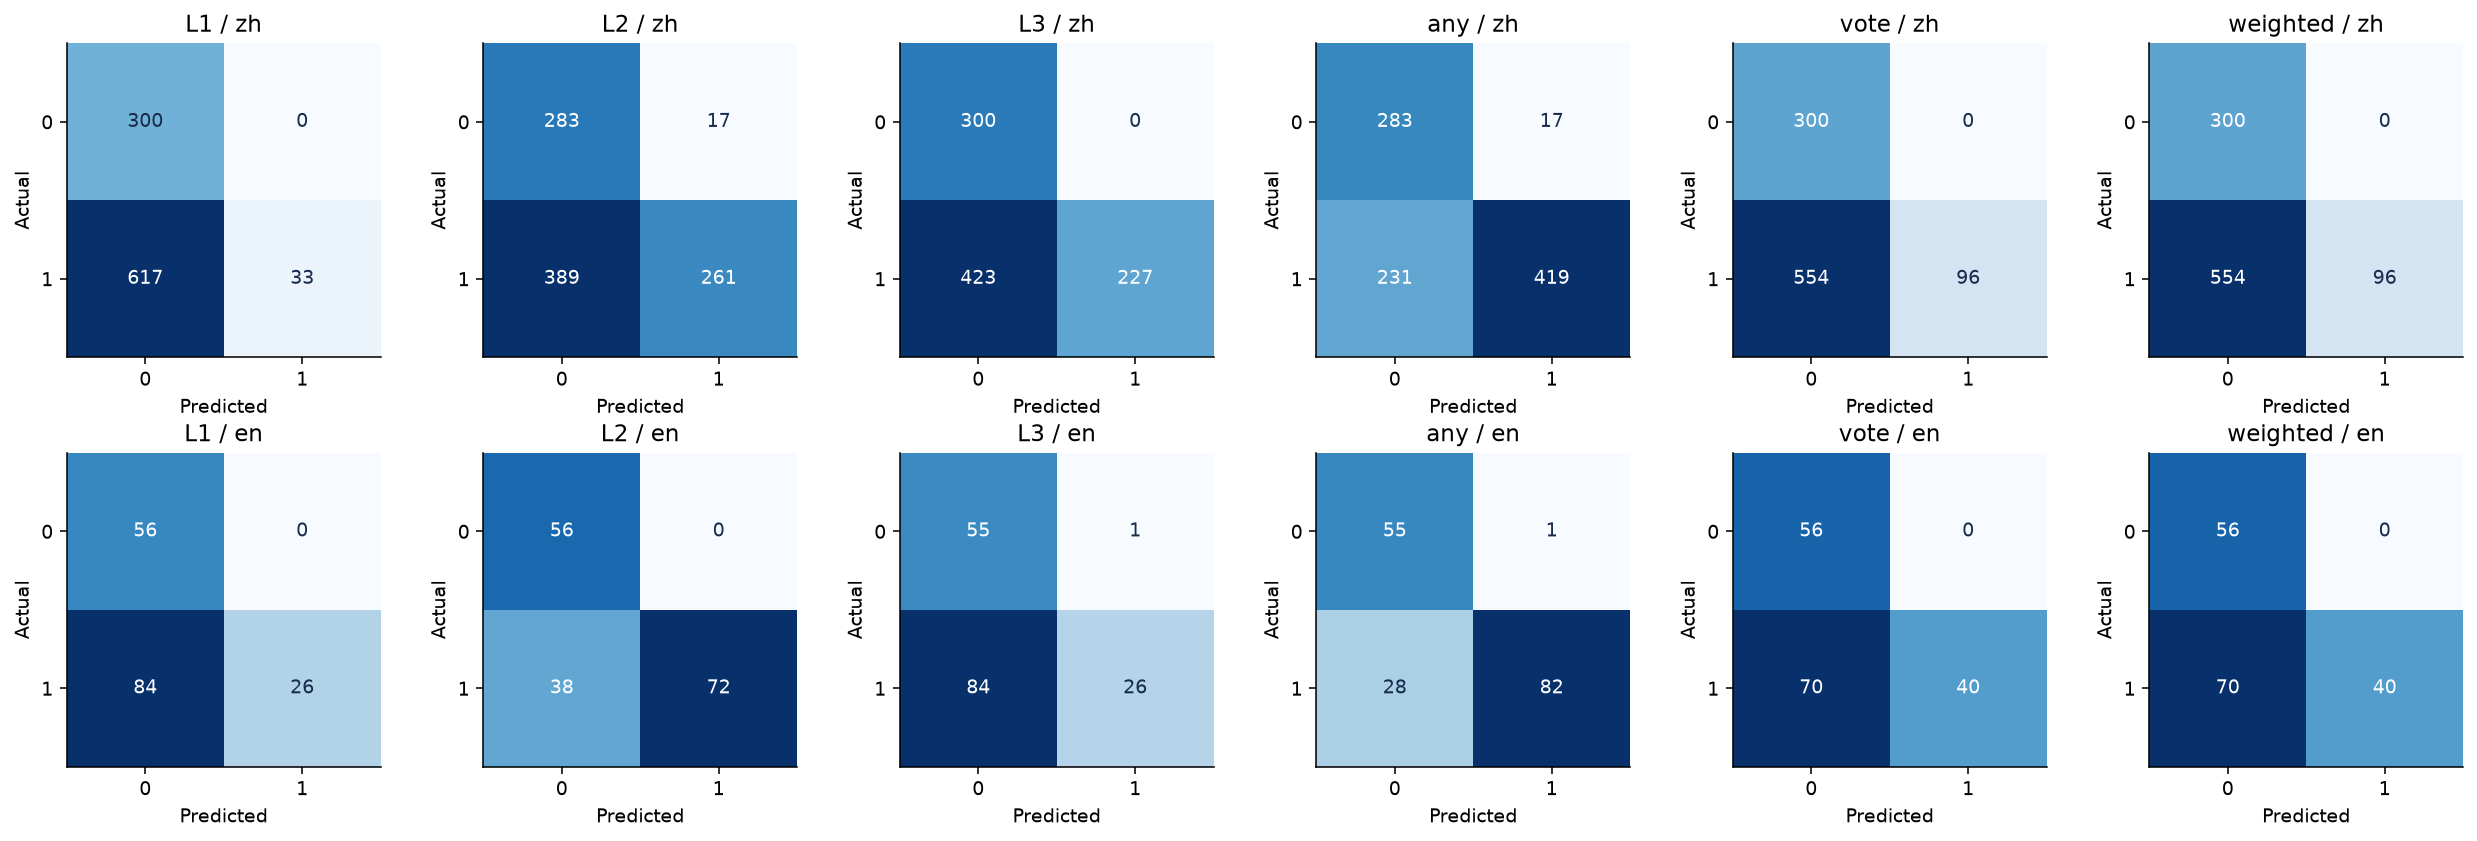 L1 / zh
L2 / zh
L3 / zh
any / zh
vote / zh
weighted / zh
Actual
0
300
0
1
617
33
0
1
Predicted
Actual
0
283
17
1
389
261
0
1
Predicted
Actual
0
300
0
1
423
227
0
1
Predicted
Actual
0
283
17
1
231
419
0
1
Predicted
Actual
0
300
0
1
554
96
0
1
Predicted
Actual
0
300
0
1
554
96
0
1
Predicted
L1 / en
L2 / en
L3 / en
any / en
vote / en
weighted / en
Actual
0
56
0
1
84
26
0
1
Predicted
Actual
0
56
0
1
38
72
0
1
Predicted
Actual
0
55
1
1
84
26
0
1
Predicted
Actual
0
55
1
1
28
82
0
1
Predicted
Actual
0
56
0
1
70
40
0
1
Predicted
Actual
0
56
0
1
70
40
0
1
Predicted